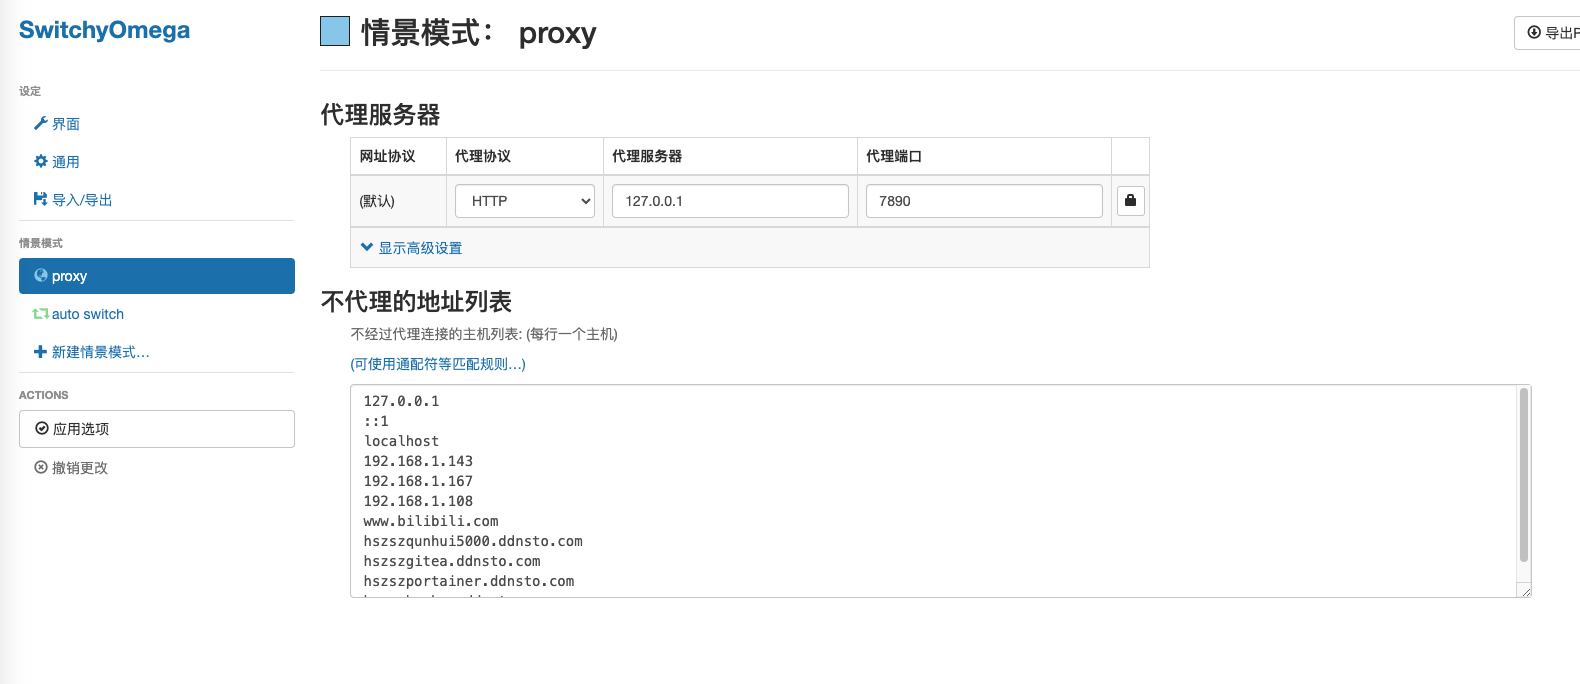 SwitchyOmega
设定
界面
通用
导入/导出
情景模式
proxy
auto switch
新建情景模式...
ACTIONS
应用选项
撤销更改
情景模式： proxy
导出P
代理服务器
网址协议 代理协议 代理服务器 代理端口
(默认) HTTP 127.0.0.1 7890
显示高级设置
不代理的地址列表
不经过代理连接的主机列表: (每行一个主机)
(可使用通配符等匹配规则...)
127.0.0.1
::1
localhost
192.168.1.143
192.168.1.167
192.168.1.108
www.bilibili.com
hszszqunhui5000.ddnsto.com
hszszgitea.ddnsto.com
hszszportainer.ddnsto.com